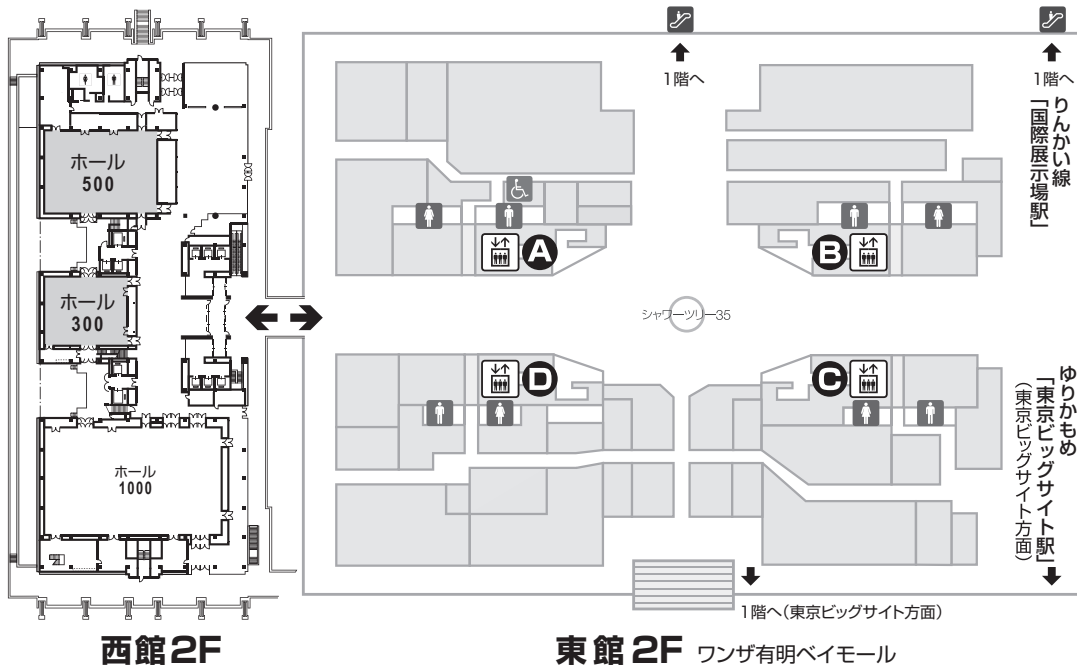 1階へ
1階へ
りんかい線
「国際展示場駅」
ホール
500
A
B
ホール
300
シャワーツリー35
D
C
ゆりかもめ
「東京ビッグサイト駅」
(東京ビッグサイト方面)
ホール
1000
1階へ(東京ビッグサイト方面)
西館2F
東館2F ワンザ有明ベイモール